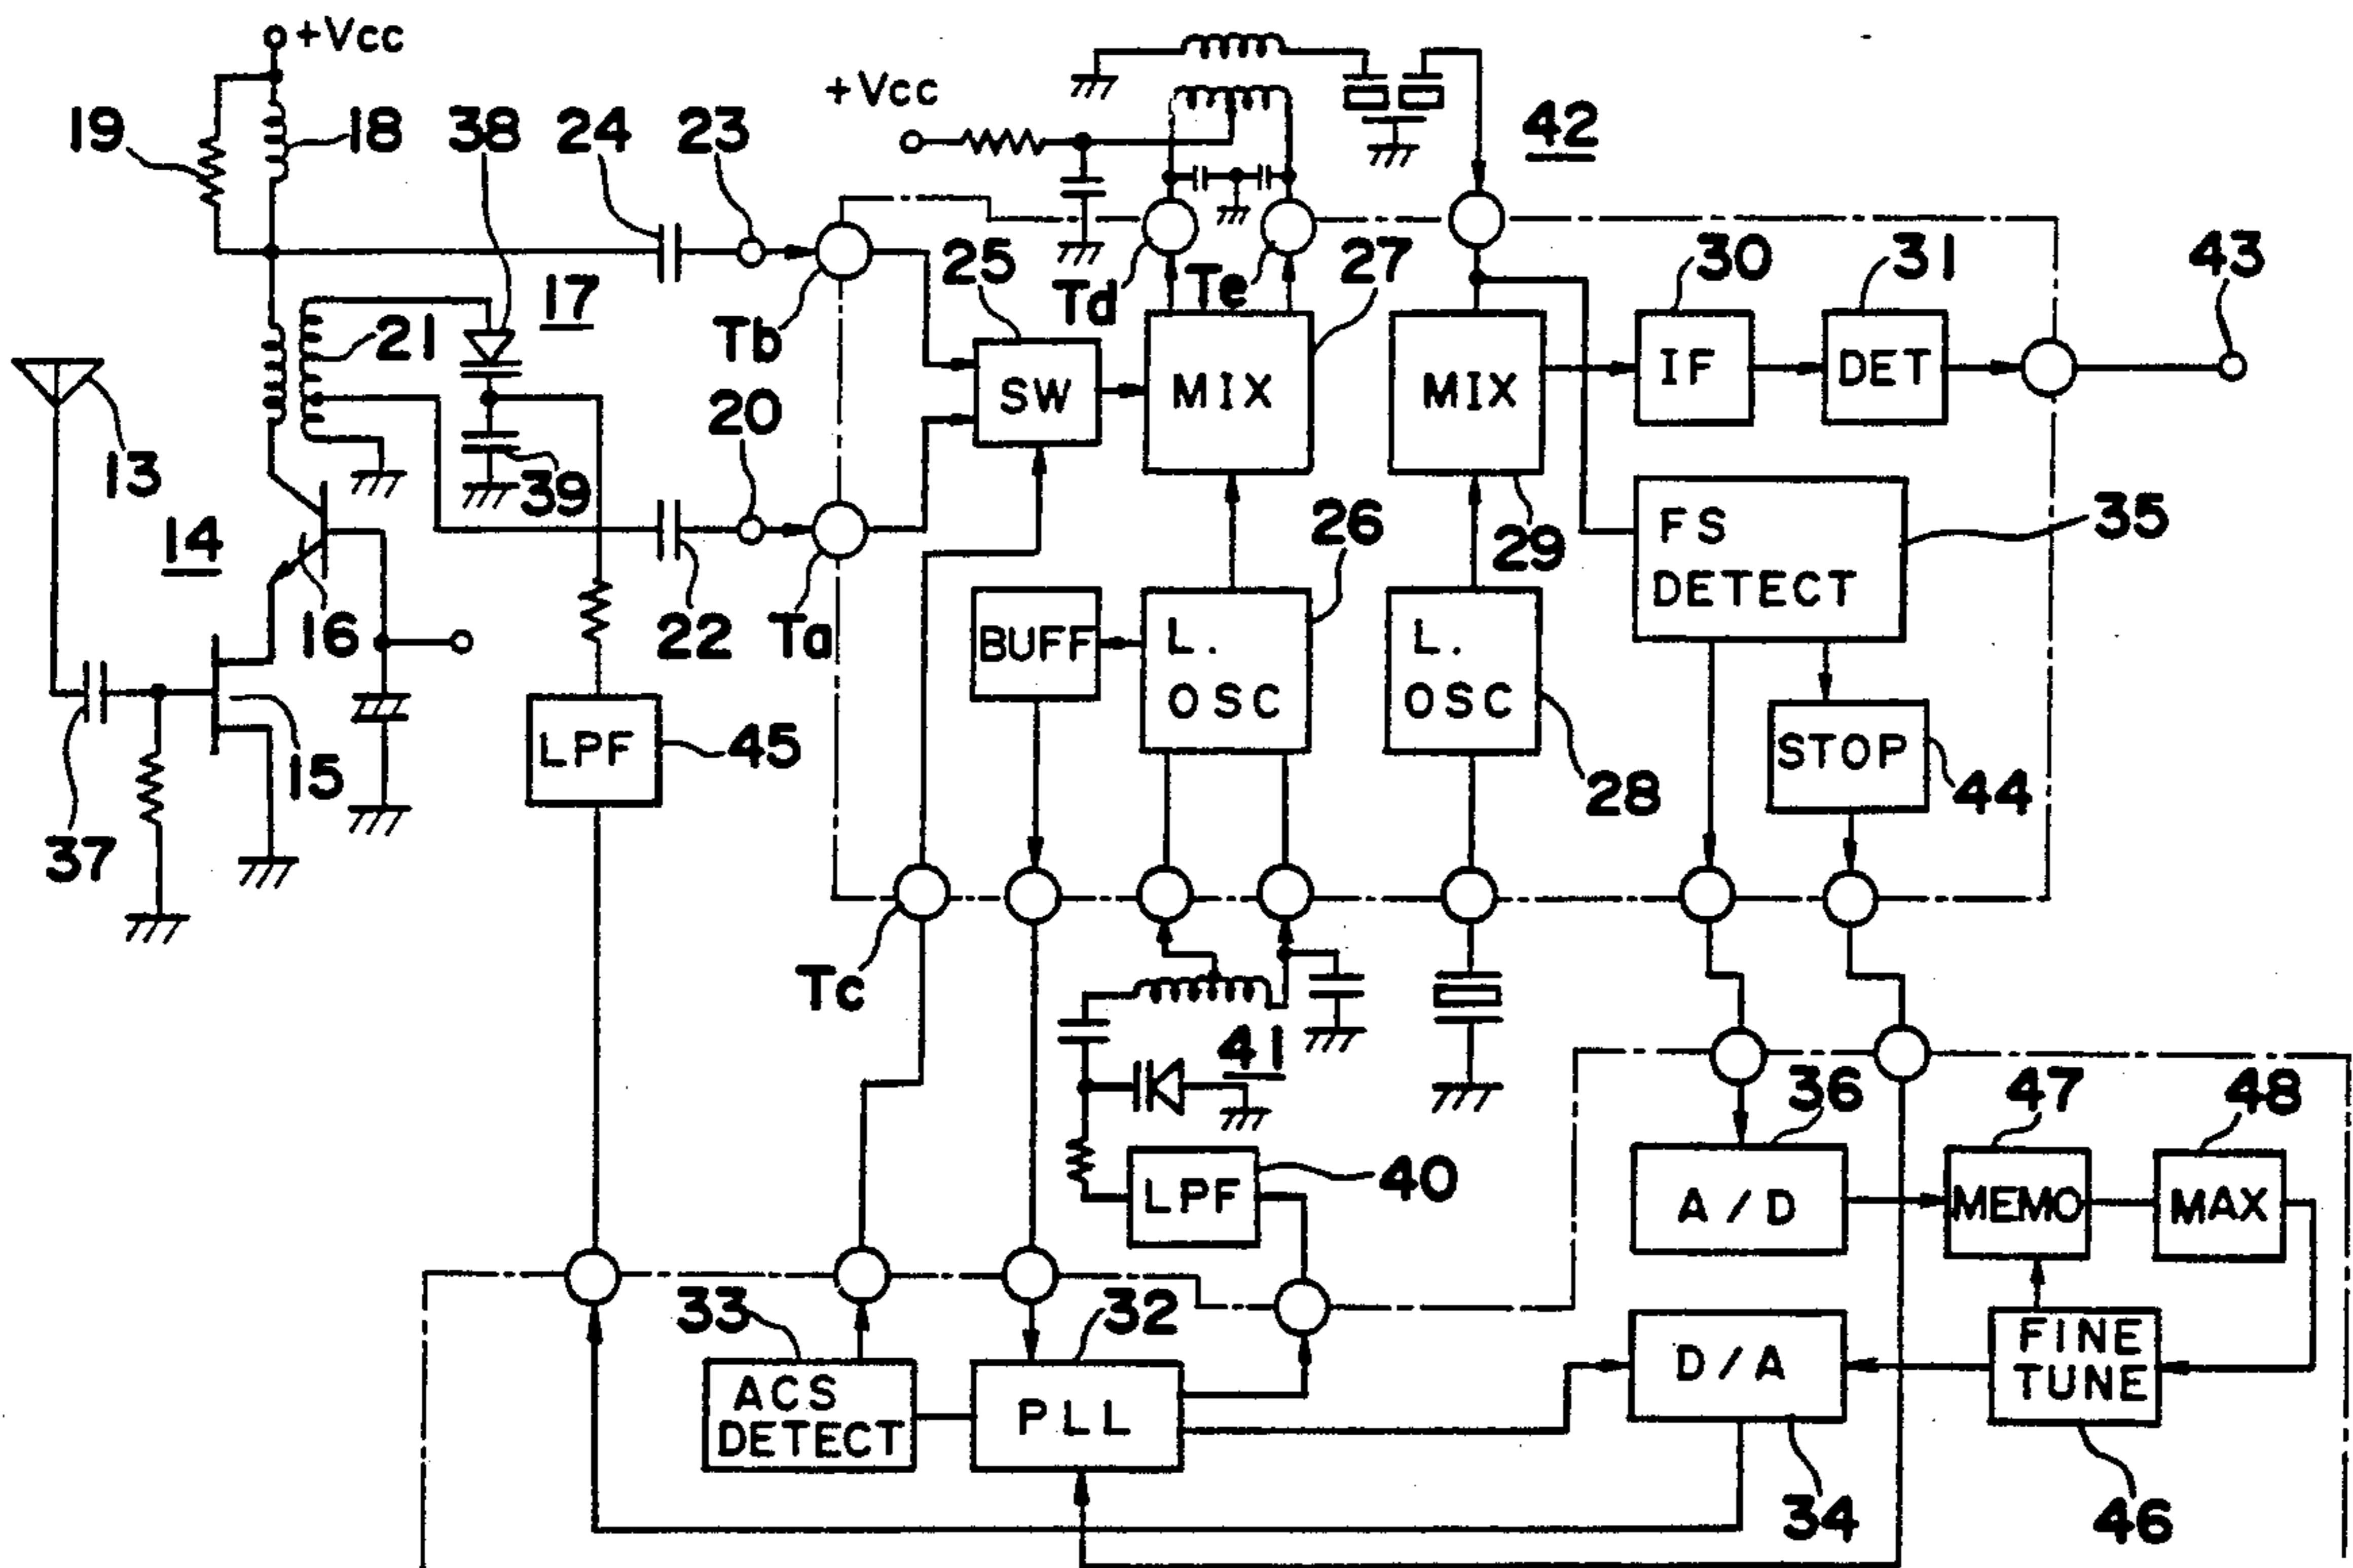 +Vcc
+Vcc
19
18
38
24
23
42
25
27
30
31
43
17
Td
Te
Tb
21
SW
MIX
MIX
IF
DET
20
13
39
14
26
29
FS
DETECT
35
16
22
Ta
BUFF
L.
OSC
L.
OSC
LPF
45
15
28
STOP
44
37
Tc
41
36
47
48
LPF
40
A/D
MEMO
MAX
33
32
ACS
DETECT
PLL
D/A
FINE
TUNE
34
46